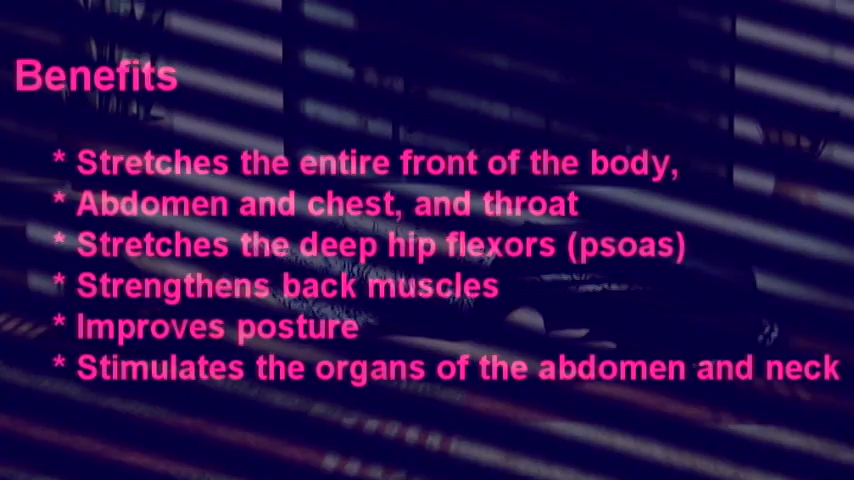 Benefits
* Stretches the entire front of the body,
* Abdomen and chest, and throat
* Stretches the deep hip flexors (psoas)
* Strengthens back muscles
* Improves posture
* Stimulates the organs of the abdomen and neck